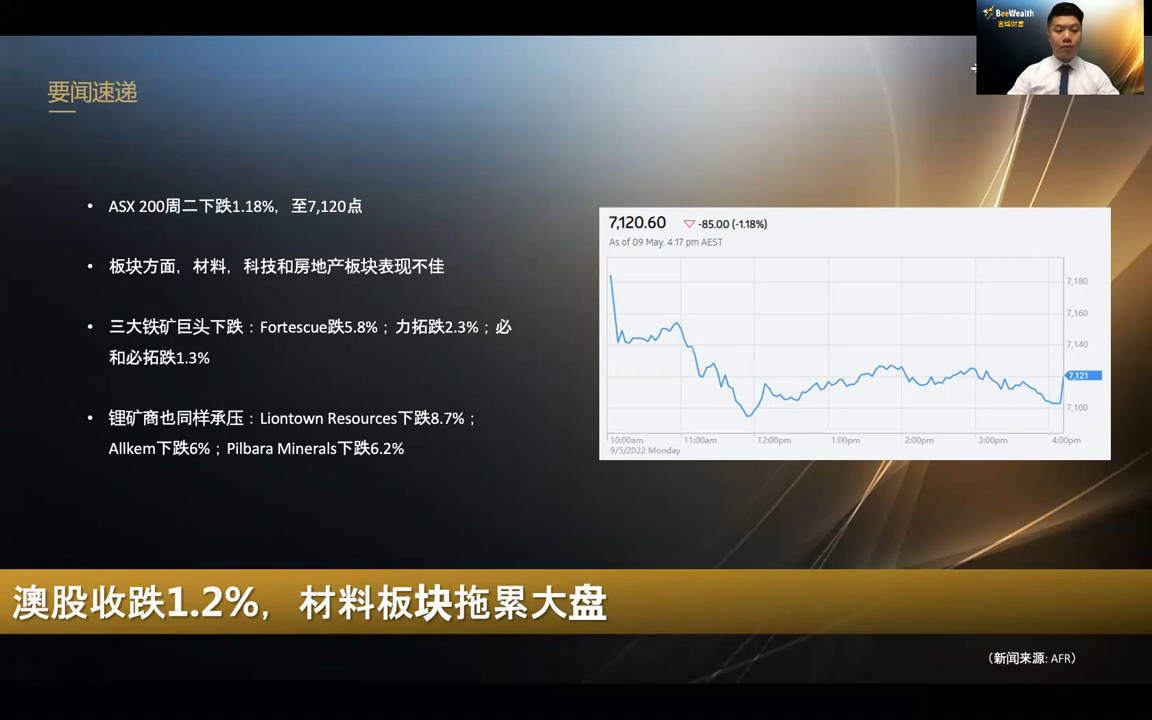 BeeWealth
蜜蜂财富
要闻速递
• ASX 200周二下跌1.18%，至7,120点
• 板块方面，材料，科技和房地产板块表现不佳
• 三大铁矿巨头下跌：Fortescue跌5.8%；力拓跌2.3%；必
和必拓跌1.3%
• 锂矿商也同样承压：Liontown Resources下跌8.7%；
Allkem下跌6%；Pilbara Minerals下跌6.2%
7,120.60 ▽ -85.00 (-1.18%)
As of 09 May. 4:17 pm AEST
7,180
7,160
7,140
7,121
7,100
10:00am 11:00am 12:00pm 1:00pm 2:00pm 3:00pm 4:00pm
9/5/2022 Monday
澳股收跌1.2%，材料板块拖累大盘
（新闻来源: AFR）